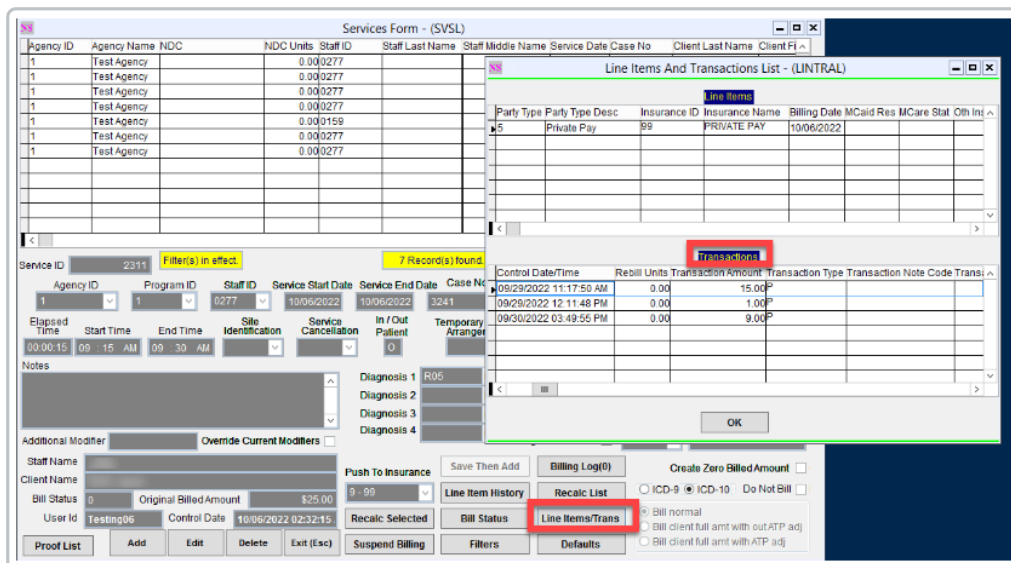 Services Form - (SVSL)
Agency ID Agency Name NDC NDC Units Staff ID Staff Last Name Staff Middle Name Service Date Case No Client Last Name Client Fi
1 Test Agency 0.00 0277
1 Test Agency 0.00 0277
1 Test Agency 0.00 0277
1 Test Agency 0.00 0277
1 Test Agency 0.00 0159
1 Test Agency 0.00 0277
1 Test Agency 0.00 0277
Line Items And Transactions List - (LINTRAL)
Line Items
Party Type Party Type Desc Insurance ID Insurance Name Billing Date MCaid Res MCare Stat Oth Ins
5 Private Pay 99 PRIVATE PAY 10/06/2022
Transactions
Control Date/Time Rebill Units Transaction Amount Transaction Type Transaction Note Code Transa
09/29/2022 11:17:50 AM 0.00 15.00 P
09/29/2022 12:11:48 PM 0.00 1.00 P
09/30/2022 03:49:55 PM 0.00 9.00 P
OK
Service ID 2311 Filter(s) in effect. 7 Record(s) found.
Agency ID Program ID Staff ID Service Start Date Service End Date Case No
1 1 0277 10/06/2022 10/06/2022 3241
Elapsed Time Start Time End Time Site Identification Service Cancellation In / Out Patient Temporary Arranger
00:00:15 09 : 15 AM 09 : 30 AM O
Notes
Diagnosis 1 R05
Diagnosis 2
Diagnosis 3
Diagnosis 4
Additional Modifier Override Current Modifiers
Staff Name
Client Name
Bill Status 0 Original Billed Amount $25.00
User Id Testing06 Control Date 10/06/2022 02:32:15
Push To Insurance Save Then Add Billing Log(0) Create Zero Billed Amount
9 - 99 Line Item History Recalc List ICD-9 ICD-10 Do Not Bill
Recalc Selected Bill Status Line Items/Trans Bill normal
Bill client full amt with out ATP adj
Bill client full amt with ATP adj
Proof List Add Edit Delete Exit (Esc) Suspend Billing Filters Defaults